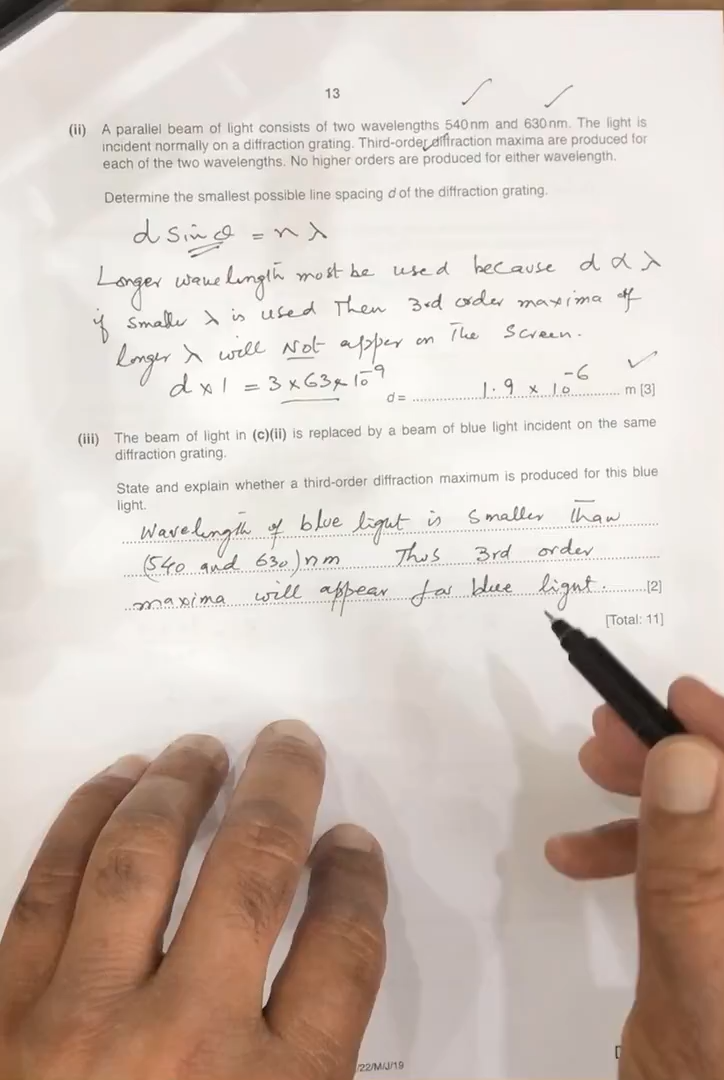 13
(ii) A parallel beam of light consists of two wavelengths 540 nm and 630 nm. The light is
incident normally on a diffraction grating. Third-order diffraction maxima are produced for
each of the two wavelengths. No higher orders are produced for either wavelength.
Determine the smallest possible line spacing d of the diffraction grating.
d sin θ = n λ
Longer wavelength most be used because d α λ
if smaller λ is used Then 3rd order maxima of
longer λ will NOT apper on The screen.
d × 1 = 3 × 63 × 10⁻⁹
d = 1.9 × 10⁻⁶ m [3]
(iii) The beam of light in (c)(ii) is replaced by a beam of blue light incident on the same
diffraction grating.
State and explain whether a third-order diffraction maximum is produced for this blue
light.
Wavelength of blue light is smaller than
(540 and 630) nm Thus 3rd order
maxima will appear for blue light. [2]
[Total: 11]
22/M/J/19